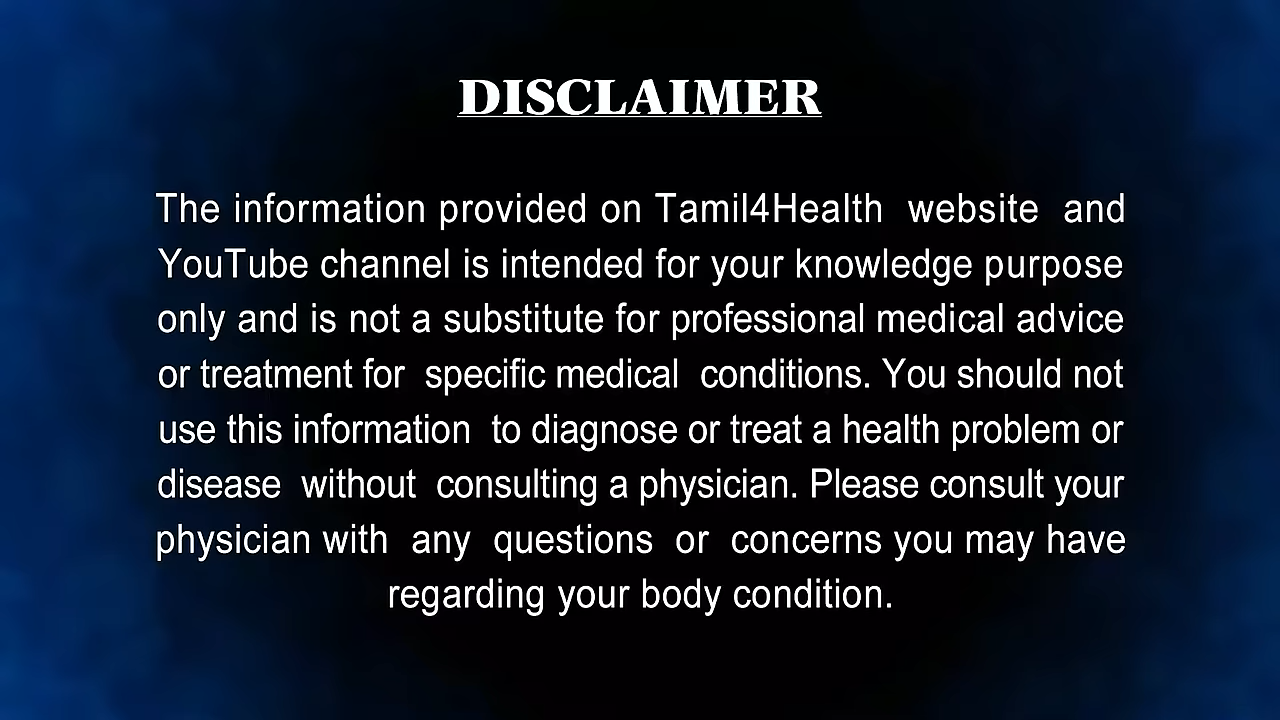 DISCLAIMER
The information provided on Tamil4Health website and
YouTube channel is intended for your knowledge purpose
only and is not a substitute for professional medical advice
or treatment for specific medical conditions. You should not
use this information to diagnose or treat a health problem or
disease without consulting a physician. Please consult your
physician with any questions or concerns you may have
regarding your body condition.